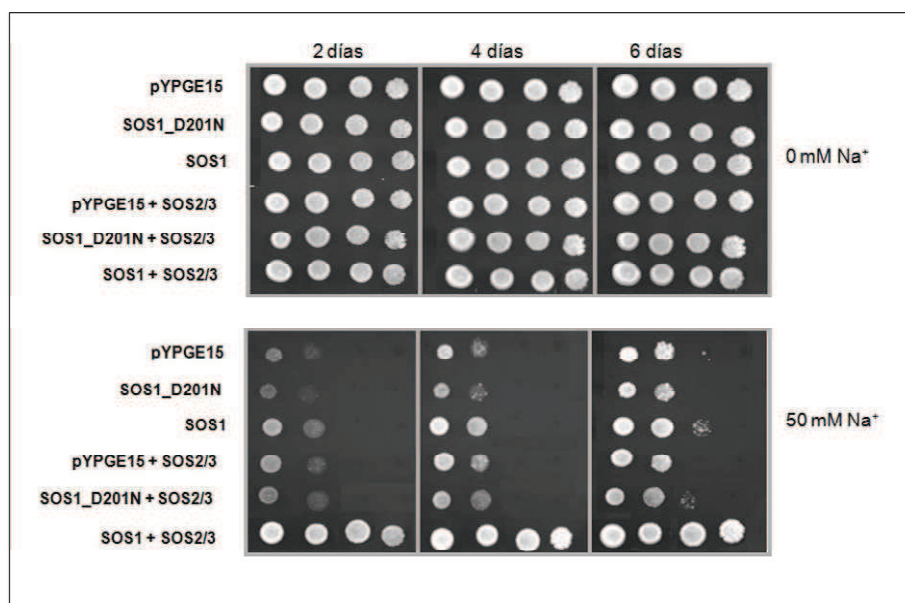 2 días 4 días 6 días
pYPGE15
SOS1_D201N
SOS1
pYPGE15 + SOS2/3
SOS1_D201N + SOS2/3
SOS1 + SOS2/3
0 mM Na⁺
pYPGE15
SOS1_D201N
SOS1
pYPGE15 + SOS2/3
SOS1_D201N + SOS2/3
SOS1 + SOS2/3
50 mM Na⁺